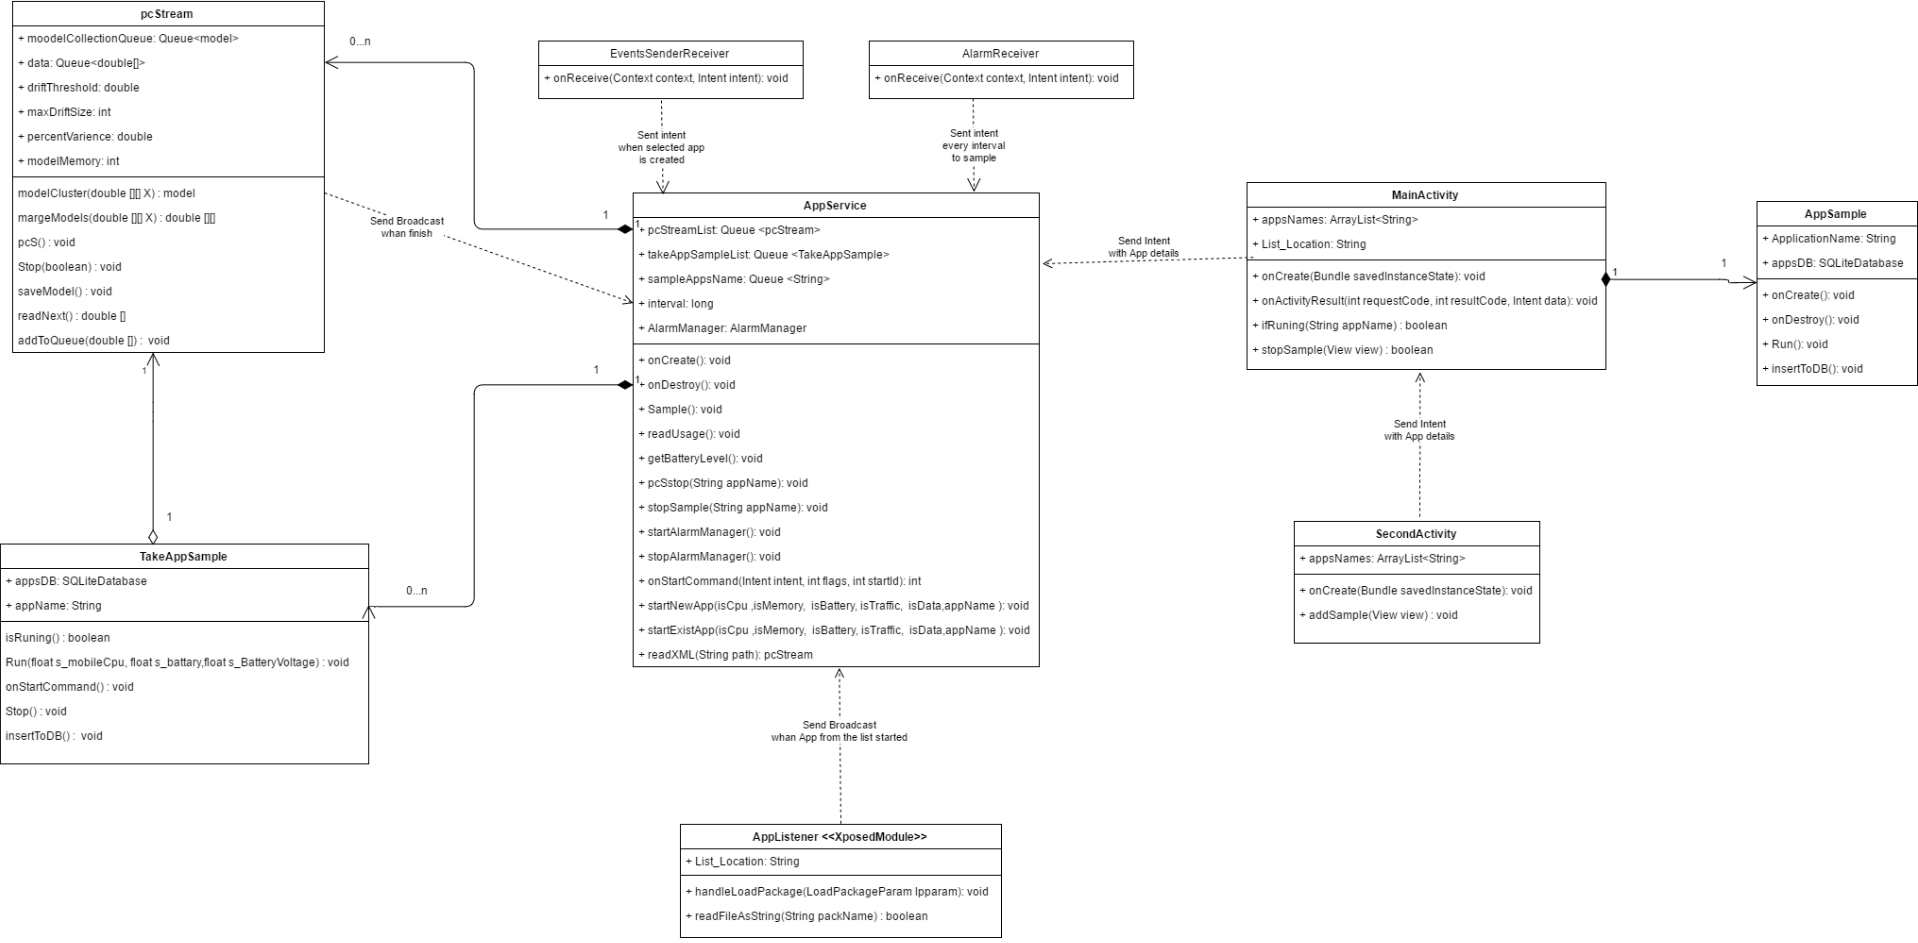 pcStream
+ moodelCollectionQueue: Queue<model>
+ data: Queue<double[]>
+ driftThreshold: double
+ maxDriftSize: int
+ percentVarience: double
+ modelMemory: int
modelCluster(double [][] X) : model
margeModels(double [][] X) : double [][]
pcS() : void
Stop(boolean) : void
saveModel() : void
readNext() : double []
addToQueue(double []) :  void
0...n
1
1
Send Broadcast
whan finish
EventsSenderReceiver
+ onReceive(Context context, Intent intent): void
Sent intent
when selected app
is created
AlarmReceiver
+ onReceive(Context context, Intent intent): void
Sent intent
every interval
to sample
AppService
+ pcStreamList: Queue <pcStream>
+ takeAppSampleList: Queue <TakeAppSample>
+ sampleAppsName: Queue <String>
+ interval: long
+ AlarmManager: AlarmManager
+ onCreate(): void
+ onDestroy(): void
+ Sample(): void
+ readUsage(): void
+ getBatteryLevel(): void
+ pcSstop(String appName): void
+ stopSample(String appName): void
+ startAlarmManager(): void
+ stopAlarmManager(): void
+ onStartCommand(Intent intent, int flags, int startId): int
+ startNewApp(isCpu ,isMemory,  isBattery, isTraffic,  isData,appName ): void
+ startExistApp(isCpu ,isMemory,  isBattery, isTraffic,  isData,appName ): void
+ readXML(String path): pcStream
1
1
0...n
1
1
TakeAppSample
+ appsDB: SQLiteDatabase
+ appName: String
isRuning() : boolean
Run(float s_mobileCpu, float s_battary,float s_BatteryVoltage) : void
onStartCommand() : void
Stop() : void
insertToDB() :  void
Send Intent
with App details
MainActivity
+ appsNames: ArrayList<String>
+ List_Location: String
+ onCreate(Bundle savedInstanceState): void
+ onActivityResult(int requestCode, int resultCode, Intent data): void
+ ifRuning(String appName) : boolean
+ stopSample(View view) : boolean
1
1
AppSample
+ ApplicationName: String
+ appsDB: SQLiteDatabase
+ onCreate(): void
+ onDestroy(): void
+ Run(): void
+ insertToDB(): void
Send Intent
with App details
SecondActivity
+ appsNames: ArrayList<String>
+ onCreate(Bundle savedInstanceState): void
+ addSample(View view) : void
Send Broadcast
whan App from the list started
AppListener <<XposedModule>>
+ List_Location: String
+ handleLoadPackage(LoadPackageParam lpparam): void
+ readFileAsString(String packName) : boolean